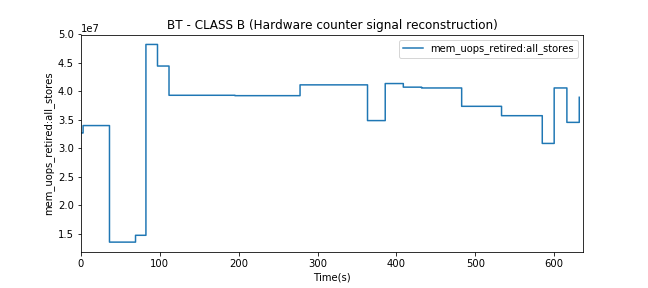 BT - CLASS B (Hardware counter signal reconstruction)
1e7
mem_uops_retired:all_stores
5.0
4.5
4.0
3.5
3.0
2.5
2.0
1.5
mem_uops_retired:all_stores
0 100 200 300 400 500 600
Time(s)